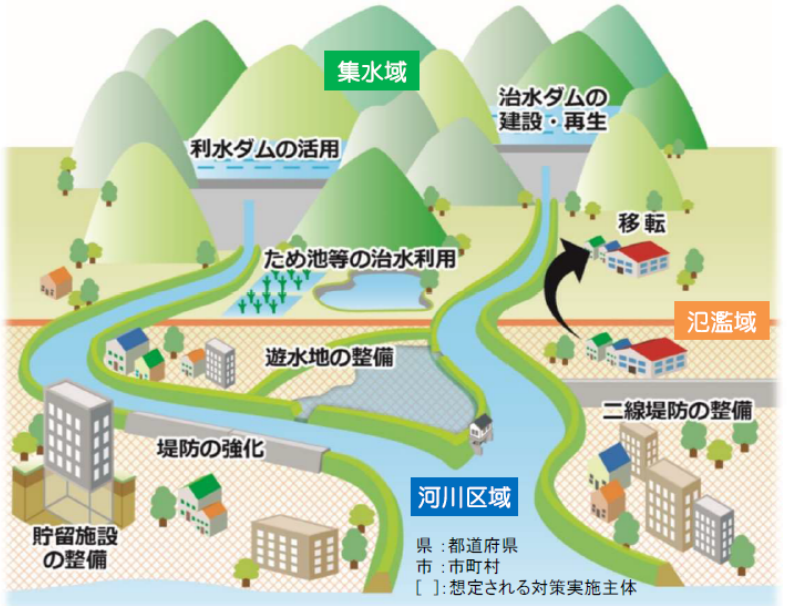 集水域
治水ダムの
建設・再生
利水ダムの活用
移転
ため池等の治水利用
氾濫域
遊水地の整備
二線堤防の整備
堤防の強化
河川区域
貯留施設
の整備
県:都道府県
市:市町村
[ ]:想定される対策実施主体